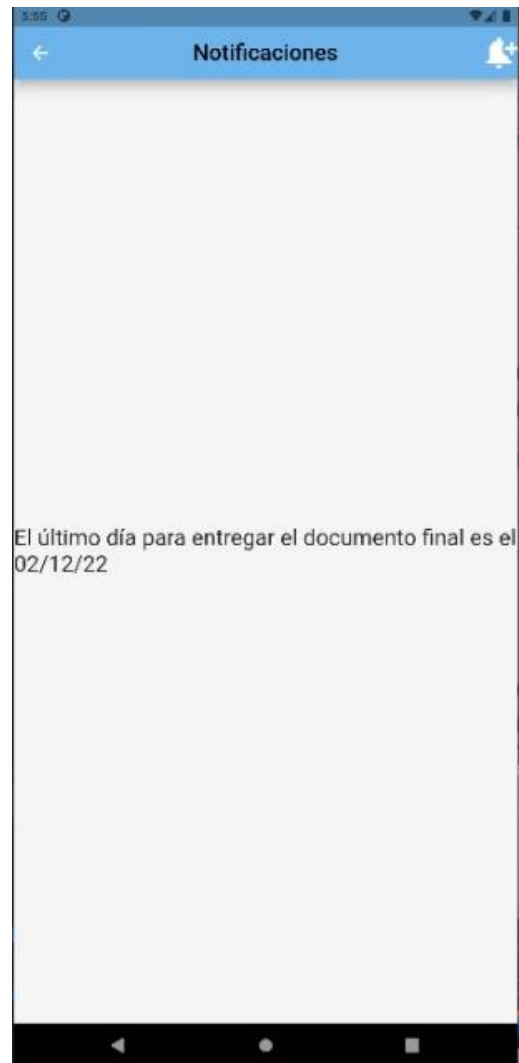 5:55
Notificaciones
El último día para entregar el documento final es el
02/12/22